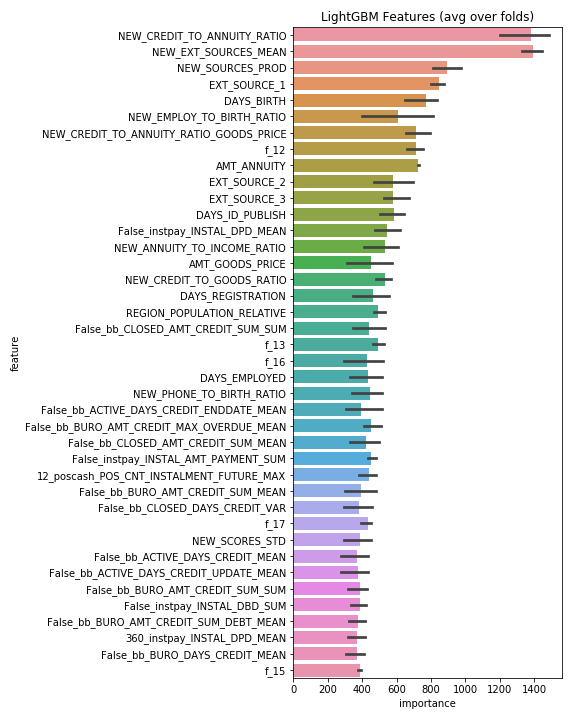 LightGBM Features (avg over folds)
NEW_CREDIT_TO_ANNUITY_RATIO
NEW_EXT_SOURCES_MEAN
NEW_SOURCES_PROD
EXT_SOURCE_1
DAYS_BIRTH
NEW_EMPLOY_TO_BIRTH_RATIO
NEW_CREDIT_TO_ANNUITY_RATIO_GOODS_PRICE
f_12
AMT_ANNUITY
EXT_SOURCE_2
EXT_SOURCE_3
DAYS_ID_PUBLISH
False_instpay_INSTAL_DPD_MEAN
NEW_ANNUITY_TO_INCOME_RATIO
AMT_GOODS_PRICE
NEW_CREDIT_TO_GOODS_RATIO
DAYS_REGISTRATION
REGION_POPULATION_RELATIVE
False_bb_CLOSED_AMT_CREDIT_SUM_SUM
f_13
f_16
DAYS_EMPLOYED
NEW_PHONE_TO_BIRTH_RATIO
False_bb_ACTIVE_DAYS_CREDIT_ENDDATE_MEAN
False_bb_BURO_AMT_CREDIT_MAX_OVERDUE_MEAN
False_bb_CLOSED_AMT_CREDIT_SUM_MEAN
False_instpay_INSTAL_AMT_PAYMENT_SUM
12_poscash_POS_CNT_INSTALMENT_FUTURE_MAX
False_bb_BURO_AMT_CREDIT_SUM_MEAN
False_bb_CLOSED_DAYS_CREDIT_VAR
f_17
NEW_SCORES_STD
False_bb_ACTIVE_DAYS_CREDIT_MEAN
False_bb_ACTIVE_DAYS_CREDIT_UPDATE_MEAN
False_bb_BURO_AMT_CREDIT_SUM_SUM
False_instpay_INSTAL_DBD_SUM
False_bb_BURO_AMT_CREDIT_SUM_DEBT_MEAN
360_instpay_INSTAL_DPD_MEAN
False_bb_BURO_DAYS_CREDIT_MEAN
f_15
feature
0 200 400 600 800 1000 1200 1400
importance